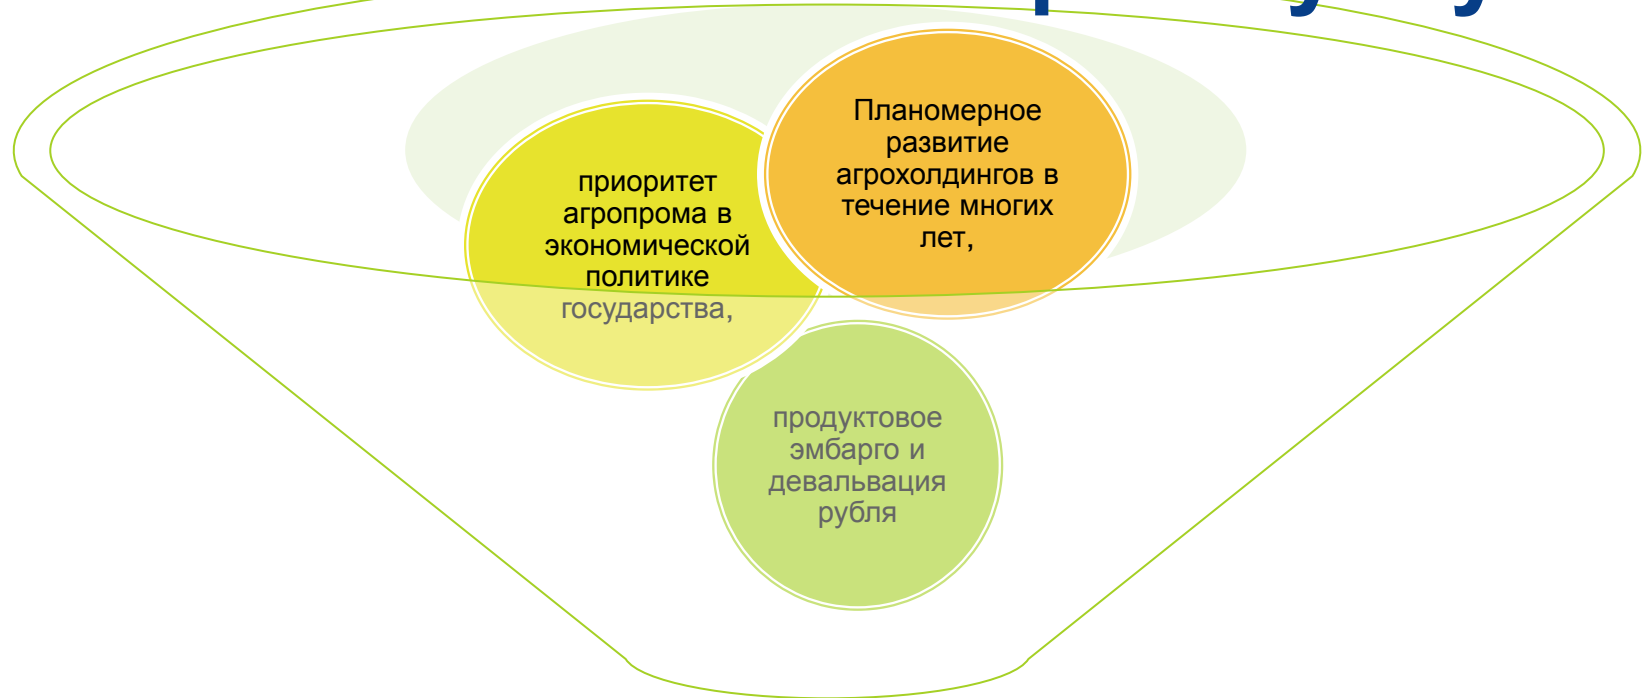 Планомерное
развитие
агрохолдингов в
течение многих
лет,
приоритет
агропрома в
экономической
политике
государства,
продуктовое
эмбарго и
девальвация
рубля